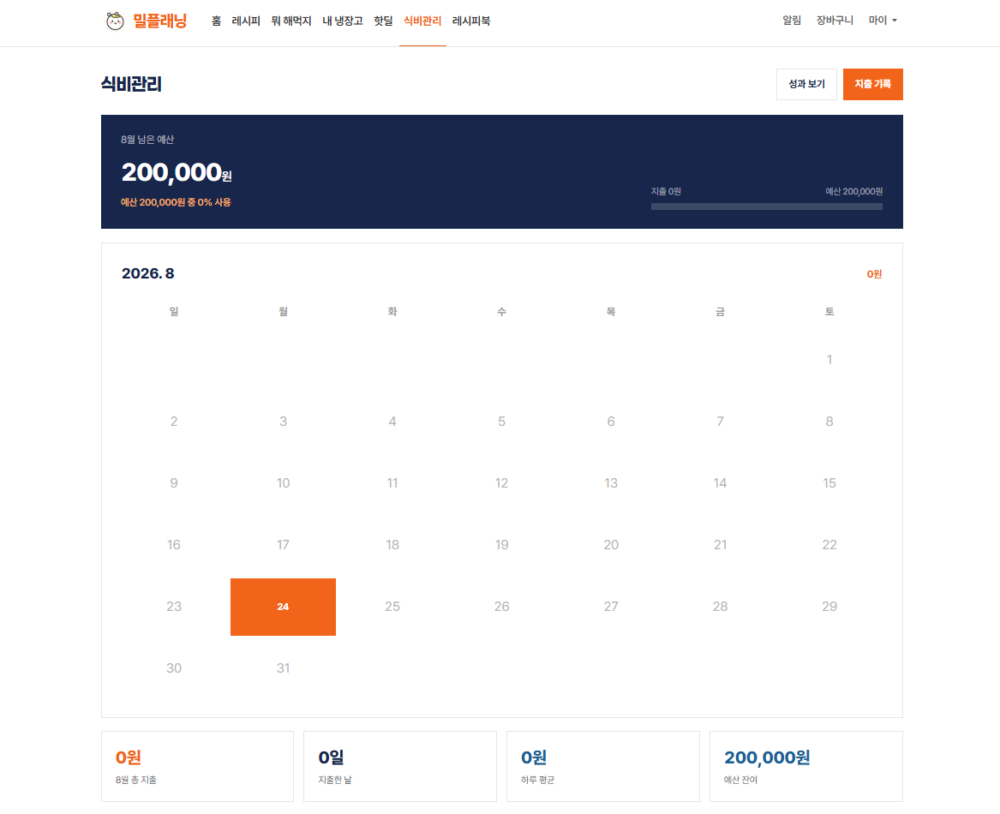 밀플래닝 홈 레시피 뭐 해먹지 내 냉장고 핫딜 식비관리 레시피북 알림 장바구니 마이
식비관리 성과 보기 지출 기록
8월 남은 예산
200,000원
지출 0원 예산 200,000원
예산 200,000원 중 0% 사용
2026. 8 0원
일 월 화 수 목 금 토
1
2 3 4 5 6 7 8
9 10 11 12 13 14 15
16 17 18 19 20 21 22
23 24 25 26 27 28 29
30 31
0원 0일 0원 200,000원
8월 총 지출 지출한 날 하루 평균 예산 잔여